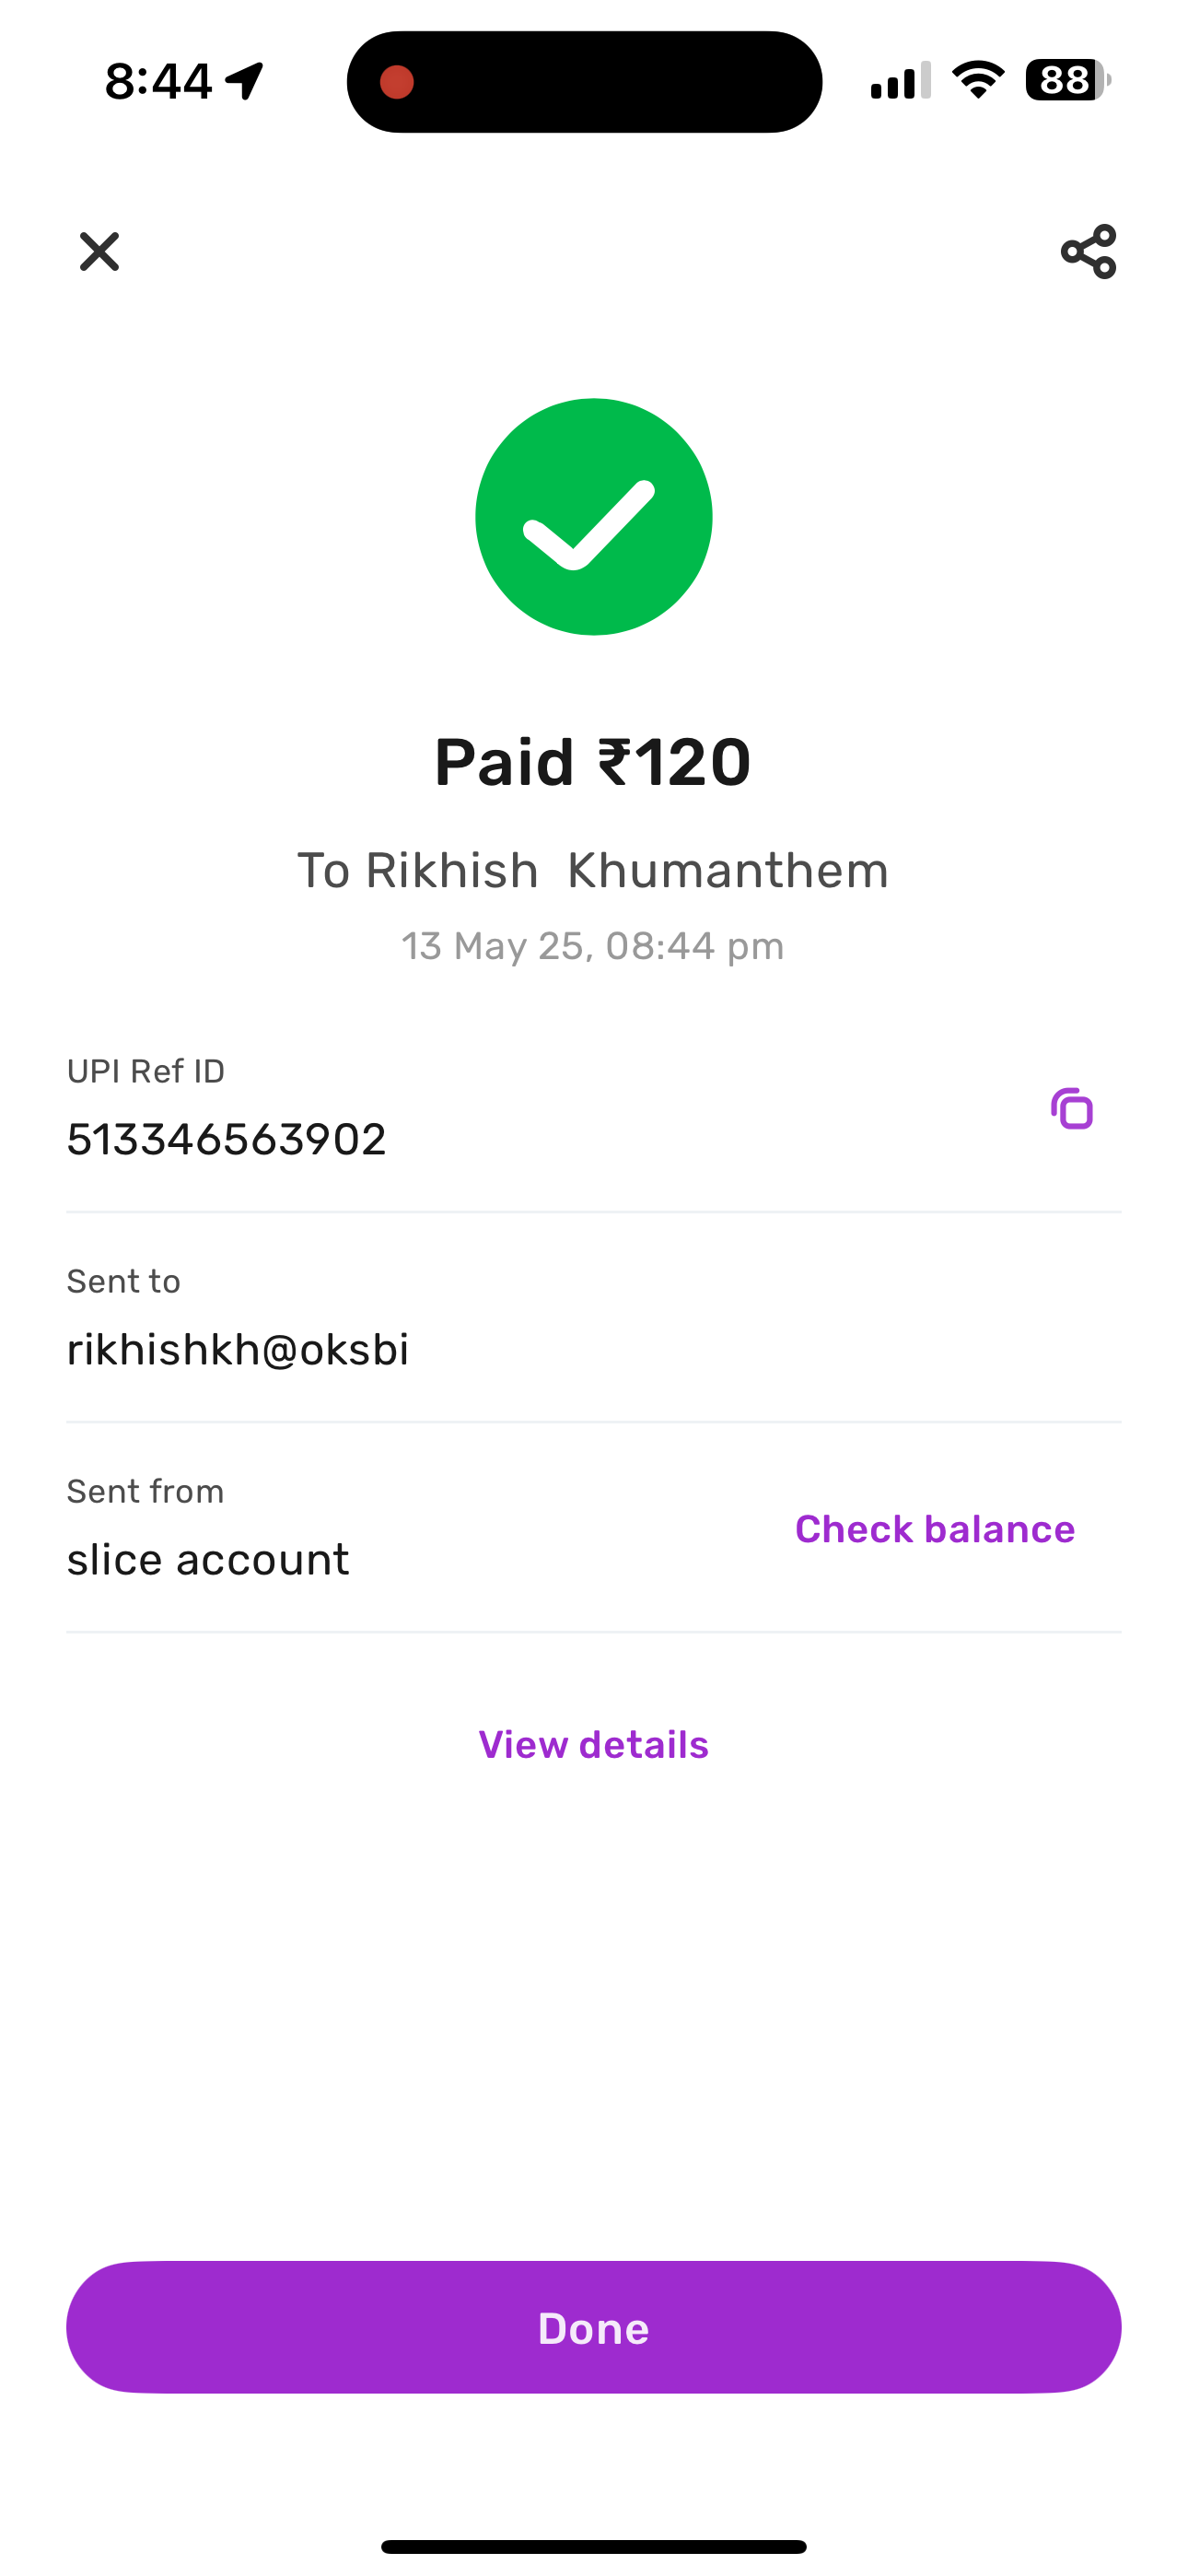 8:44
88
Paid ₹120
To Rikhish  Khumanthem
13 May 25, 08:44 pm
UPI Ref ID
513346563902
Sent to
rikhishkh@oksbi
Sent from
slice account
Check balance
View details
Done